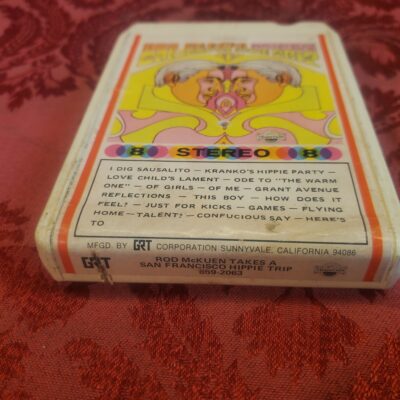 8 STEREO 8
I DIG SAUSALITO — KRANKO'S HIPPIE PARTY —
LOVE CHILD'S LAMENT — ODE TO "THE WARM
ONE" — OF GIRLS — OF ME — GRANT AVENUE
REFLECTIONS — THIS BOY — HOW DOES IT
FEEL? — JUST FOR KICKS — GAMES — FLYING
HOME — TALENT? — CONFUCIOUS SAY — HERE'S
TO
MFGD. BY GRT CORPORATION SUNNYVALE, CALIFORNIA 94086
GRT
ROD McKUEN TAKES A
SAN FRANCISCO HIPPIE TRIP
859-2063